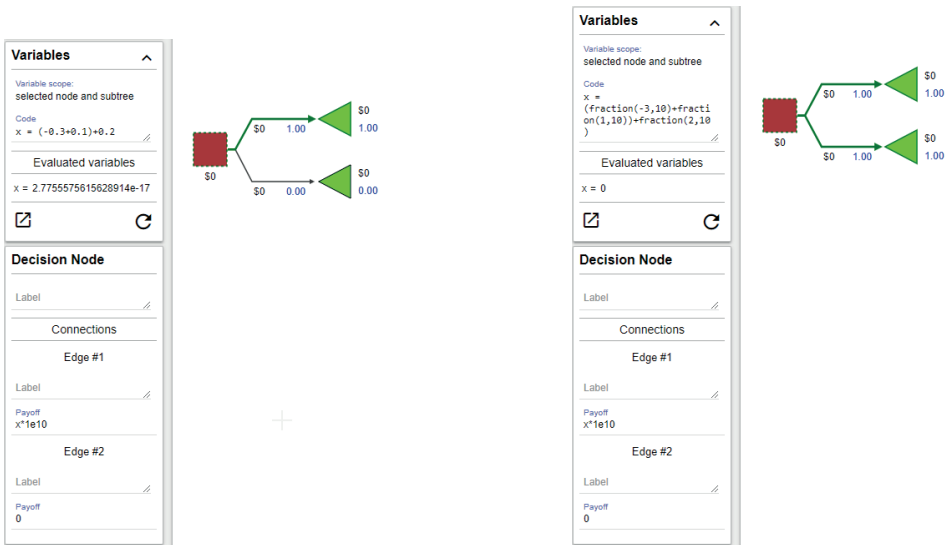 Variables
Variable scope:
selected node and subtree
Code
x = (-0.3+0.1)+0.2
Evaluated variables
x = 2.7755575615628914e-17
Decision Node
Label
Connections
Edge #1
Label
Payoff
x*1e10
Edge #2
Label
Payoff
0
$0
$0
1.00
$0
1.00
$0
0.00
$0
0.00
Variables
Variable scope:
selected node and subtree
Code
x =
(fraction(-3,10)+fracti
on(1,10))+fraction(2,10
)
Evaluated variables
x = 0
Decision Node
Label
Connections
Edge #1
Label
Payoff
x*1e10
Edge #2
Label
Payoff
0
$0
$0
1.00
$0
1.00
$0
1.00
$0
1.00